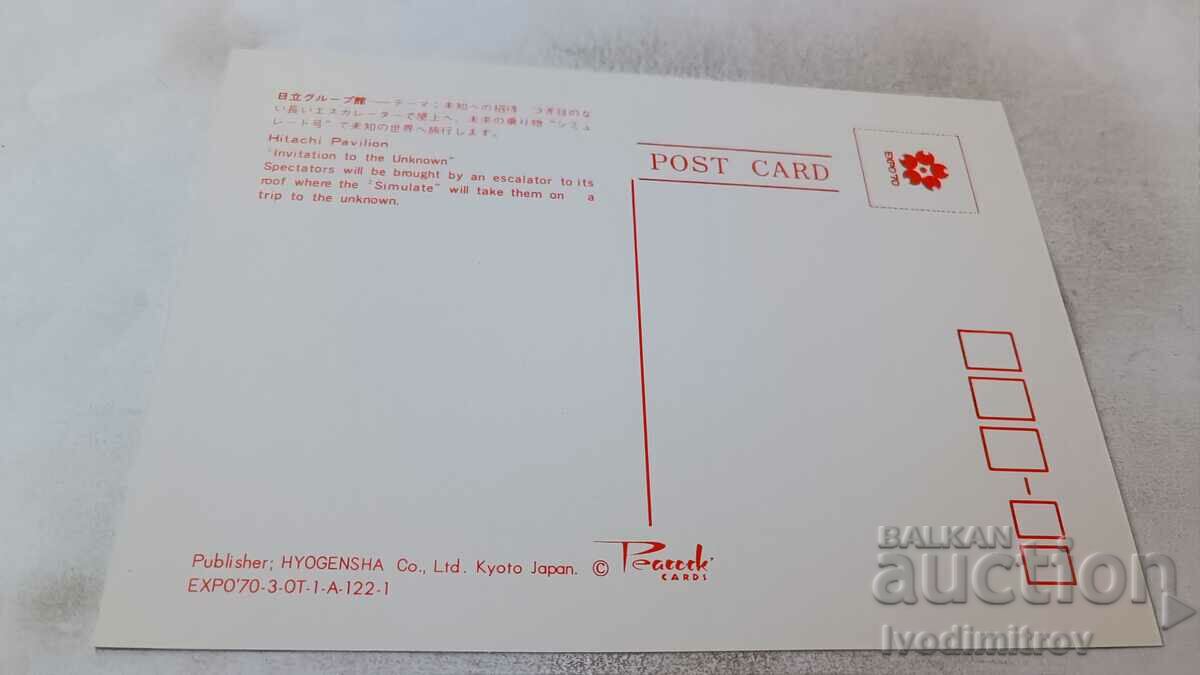 日立グループ館——テーマ：未知への招待　つぎ目のな
い長いエスカレーターで屋上へ、未来の乗り物“シミュ
レート号”で未知の世界へ旅行します。
Hitachi Pavilion
"Invitation to the Unknown"
Spectators will be brought by an escalator to its
roof where the "Simulate" will take them on a
trip to the unknown.
POST CARD
EXPO'70
Publisher; HYOGENSHA Co., Ltd. Kyoto Japan. © Peacock
CARDS
EXPO'70-3-OT-1-A-122-1
BALKAN
auction
Ivodimitrov